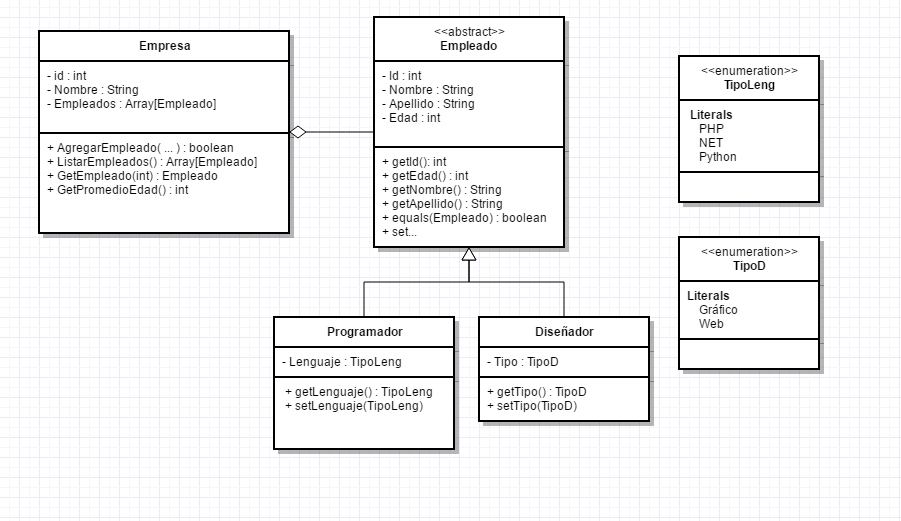 Empresa
- id : int
- Nombre : String
- Empleados : Array[Empleado]
+ AgregarEmpleado( ... ) : boolean
+ ListarEmpleados() : Array[Empleado]
+ GetEmpleado(int) : Empleado
+ GetPromedioEdad() : int
<<abstract>>
Empleado
- Id : int
- Nombre : String
- Apellido : String
- Edad : int
+ getId(): int
+ getEdad() : int
+ getNombre() : String
+ getApellido() : String
+ equals(Empleado) : boolean
+ set...
<<enumeration>>
TipoLeng
Literals
PHP
NET
Python
<<enumeration>>
TipoD
Literals
Gráfico
Web
Programador
- Lenguaje : TipoLeng
+ getLenguaje() : TipoLeng
+ setLenguaje(TipoLeng)
Diseñador
- Tipo : TipoD
+ getTipo() : TipoD
+ setTipo(TipoD)